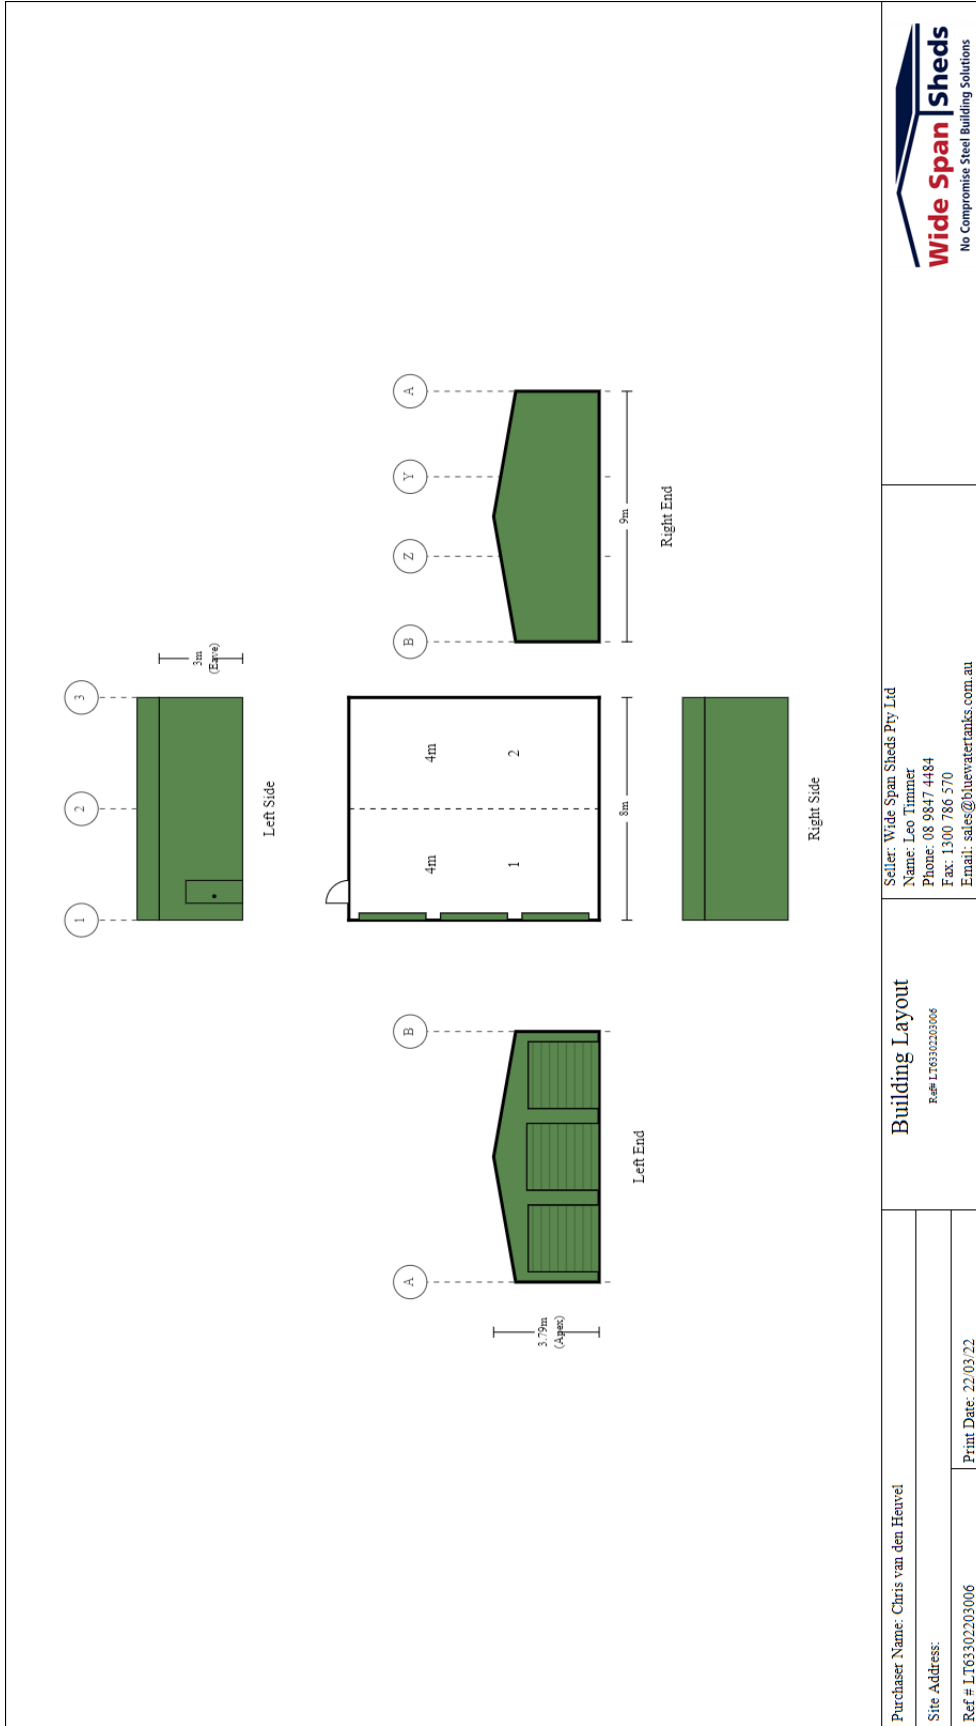 1
2
3
3m
(Eave)
Left Side
A
B
3.79m
(Apex)
Left End
4m
4m
1
2
8m
B
Z
Y
A
9m
Right End
Right Side
Purchaser Name: Chris van den Heuvel
Site Address:
Ref # LT63302203006
Print Date: 22/03/22
Building Layout
Ref# LT63302203006
Seller: Wide Span Sheds Pty Ltd
Name: Leo Timmer
Phone: 08 9847 4484
Fax: 1300 786 570
Email: sales@bluewatertanks.com.au
Wide Span Sheds
No Compromise Steel Building Solutions